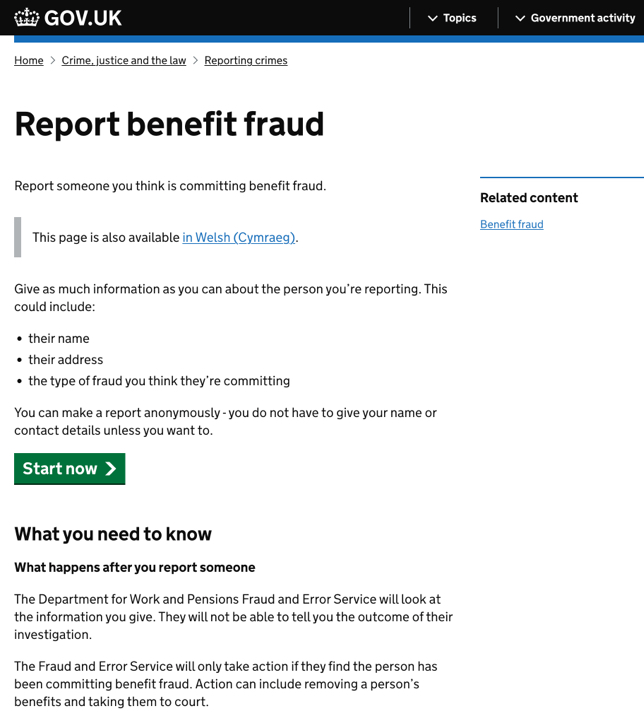 GOV.UK
Topics
Government activity
Home
Crime, justice and the law
Reporting crimes
Report benefit fraud
Report someone you think is committing benefit fraud.
This page is also available in Welsh (Cymraeg).
Give as much information as you can about the person you’re reporting. This
could include:
• their name
• their address
• the type of fraud you think they’re committing
You can make a report anonymously - you do not have to give your name or
contact details unless you want to.
Start now
What you need to know
What happens after you report someone
The Department for Work and Pensions Fraud and Error Service will look at
the information you give. They will not be able to tell you the outcome of their
investigation.
The Fraud and Error Service will only take action if they find the person has
been committing benefit fraud. Action can include removing a person’s
benefits and taking them to court.
Related content
Benefit fraud